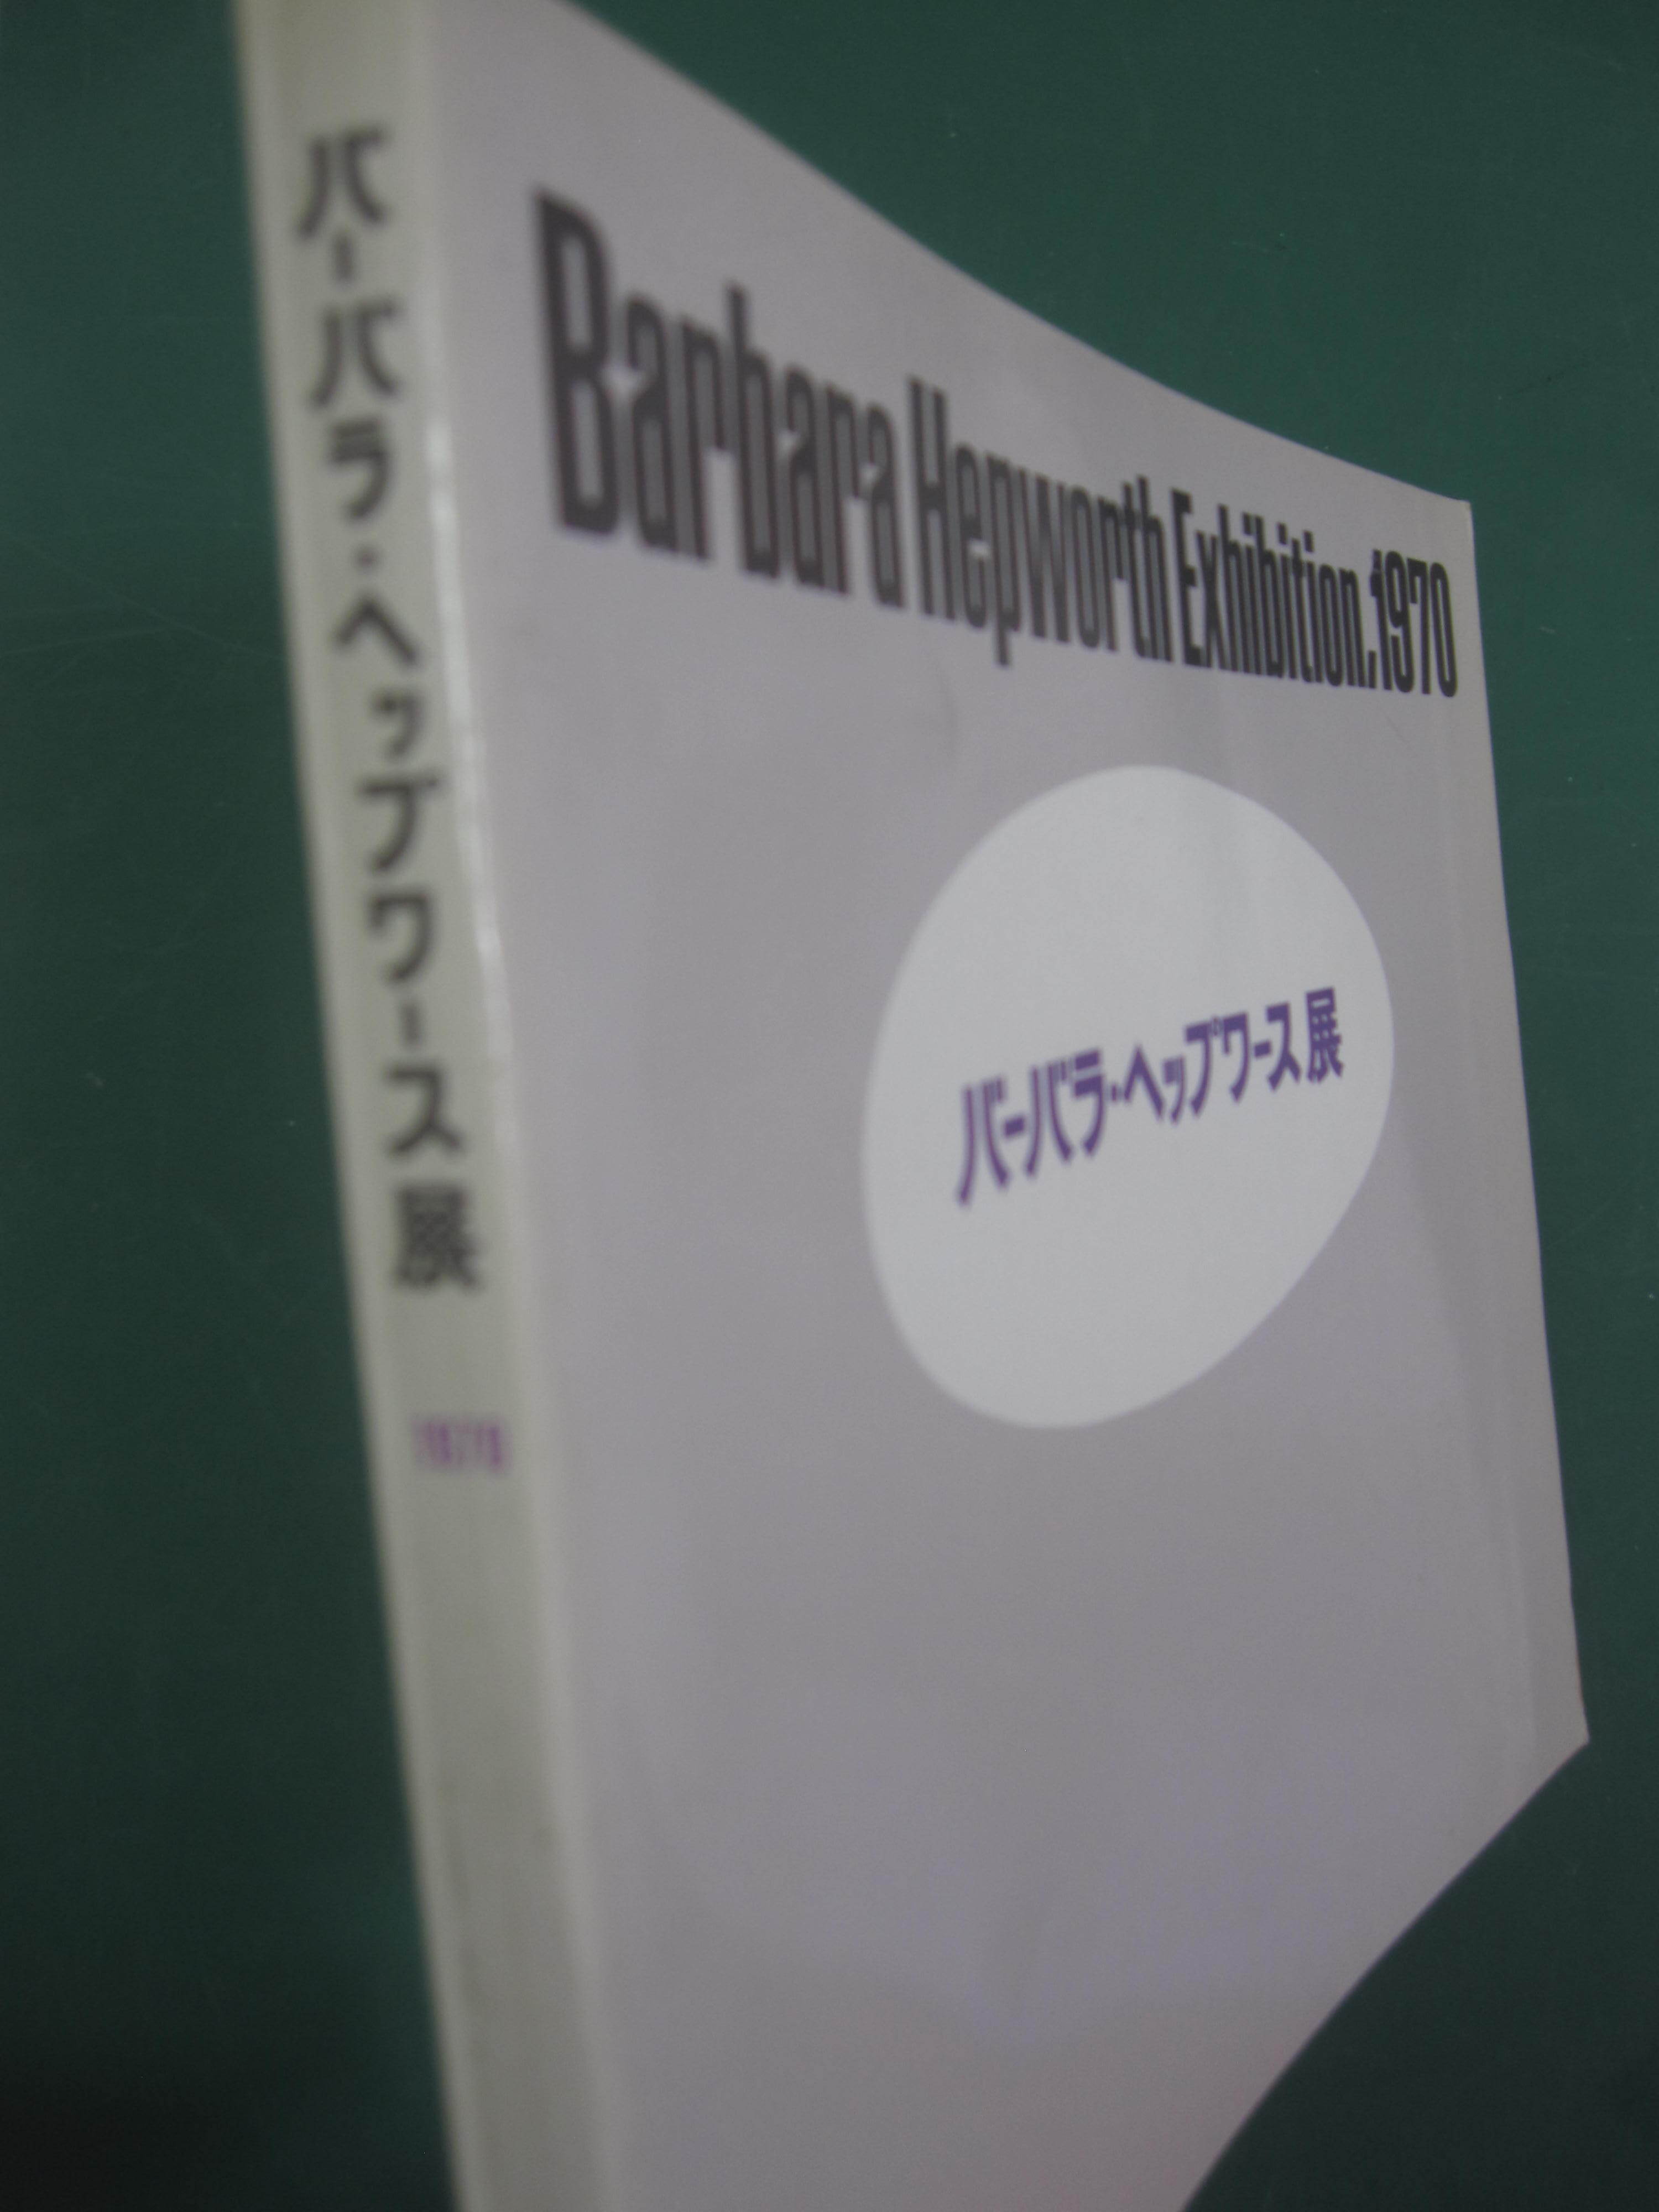 バーバラ・ヘップワース展 1970
Barbara Hepworth Exhibition.1970
バーバラ・ヘップワース展